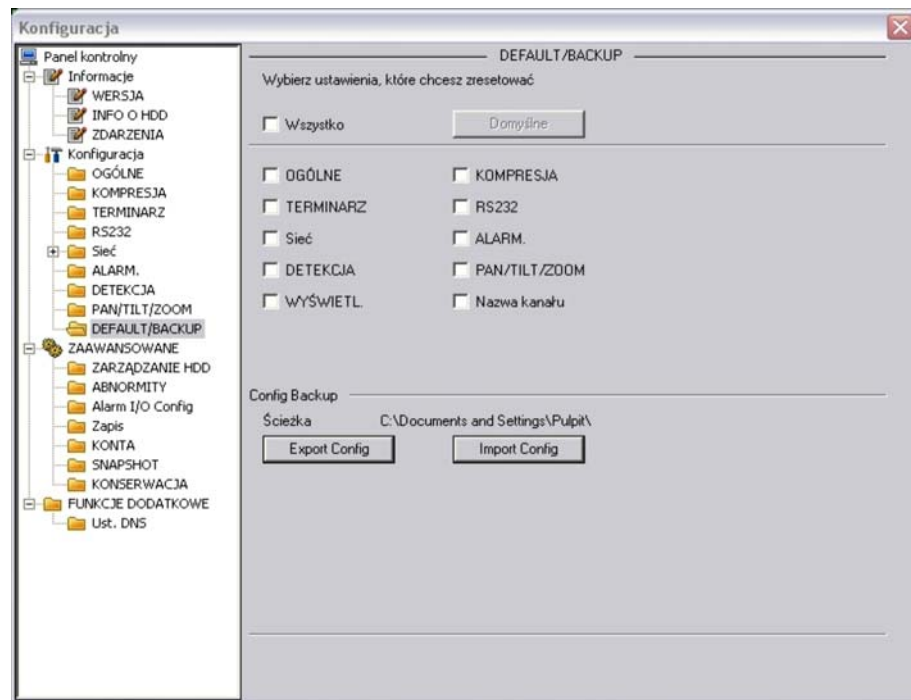 Konfiguracja
Panel kontrolny
Informacje
WERSJA
INFO O HDD
ZDARZENIA
Konfiguracja
OGÓLNE
KOMPRESJA
TERMINARZ
RS232
Sieć
ALARM.
DETEKCJA
PAN/TILT/ZOOM
DEFAULT/BACKUP
ZAAWANSOWANE
ZARZĄDZANIE HDD
ABNORMITY
Alarm I/O Config
Zapis
KONTA
SNAPSHOT
KONSERWACJA
FUNKCJE DODATKOWE
Ust. DNS
DEFAULT/BACKUP
Wybierz ustawienia, które chcesz zresetować
Wszystko Domyślne
OGÓLNE KOMPRESJA
TERMINARZ RS232
Sieć ALARM.
DETEKCJA PAN/TILT/ZOOM
WYŚWIETL. Nazwa kanału
Config Backup
Ścieżka C:\Documents and Settings\Pulpit\
Export Config Import Config